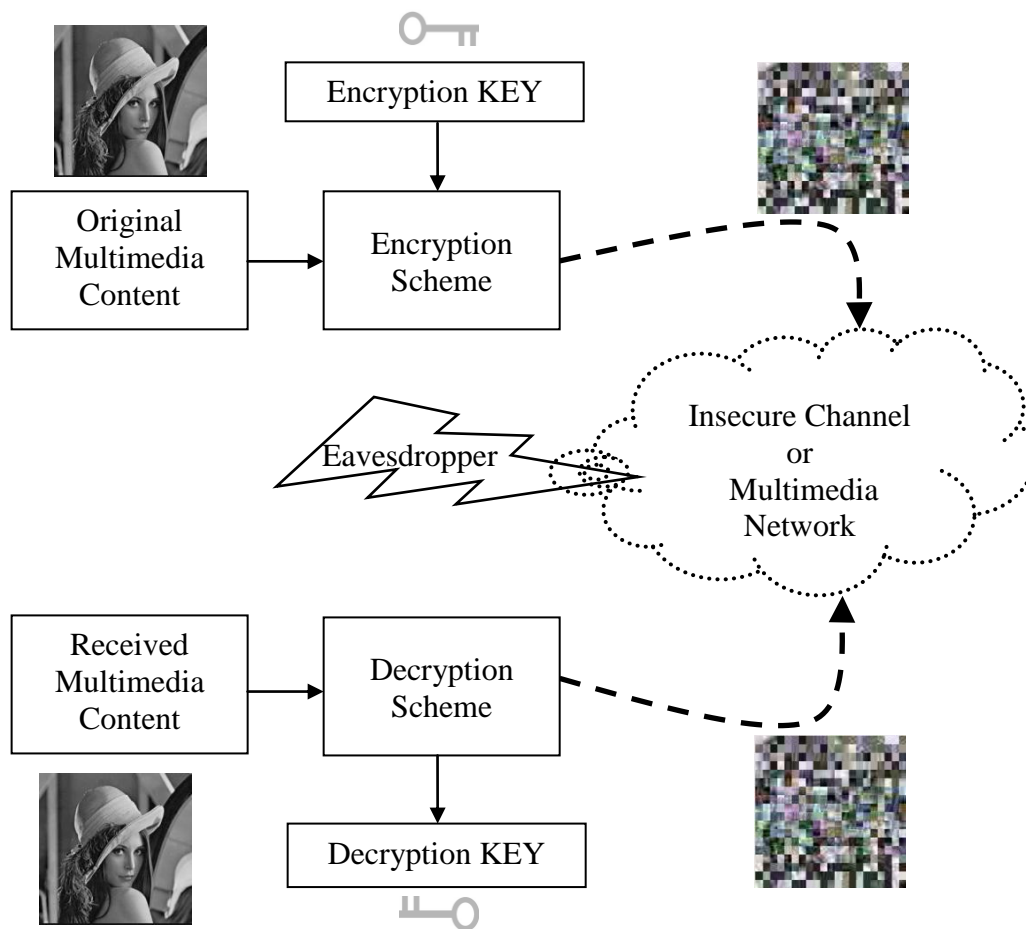 Encryption KEY
Original
Multimedia
Content
Encryption
Scheme
Insecure Channel
or
Multimedia
Network
Eavesdropper
Received
Multimedia
Content
Decryption
Scheme
Decryption KEY